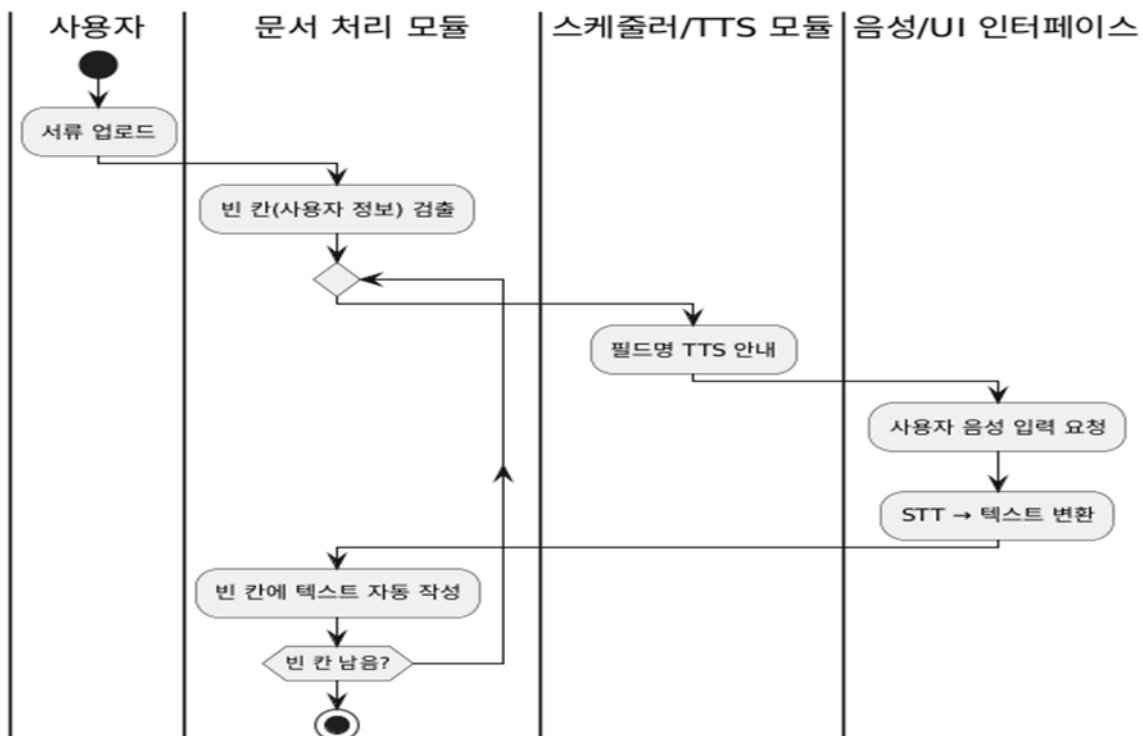 사용자
문서 처리 모듈
스케줄러/TTS 모듈
음성/UI 인터페이스
서류 업로드
빈 칸(사용자 정보) 검출
필드명 TTS 안내
사용자 음성 입력 요청
STT → 텍스트 변환
빈 칸에 텍스트 자동 작성
빈 칸 남음?